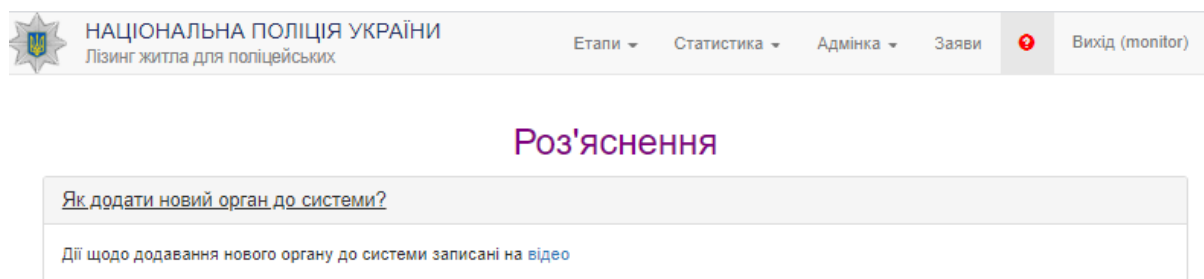 НАЦІОНАЛЬНА ПОЛІЦІЯ УКРАЇНИ
Лізинг житла для поліцейських
Етапи Статистика Адмінка Заяви ? Вихід (monitor)
Роз'яснення
Як додати новий орган до системи?
Дії щодо додавання нового органу до системи записані на відео